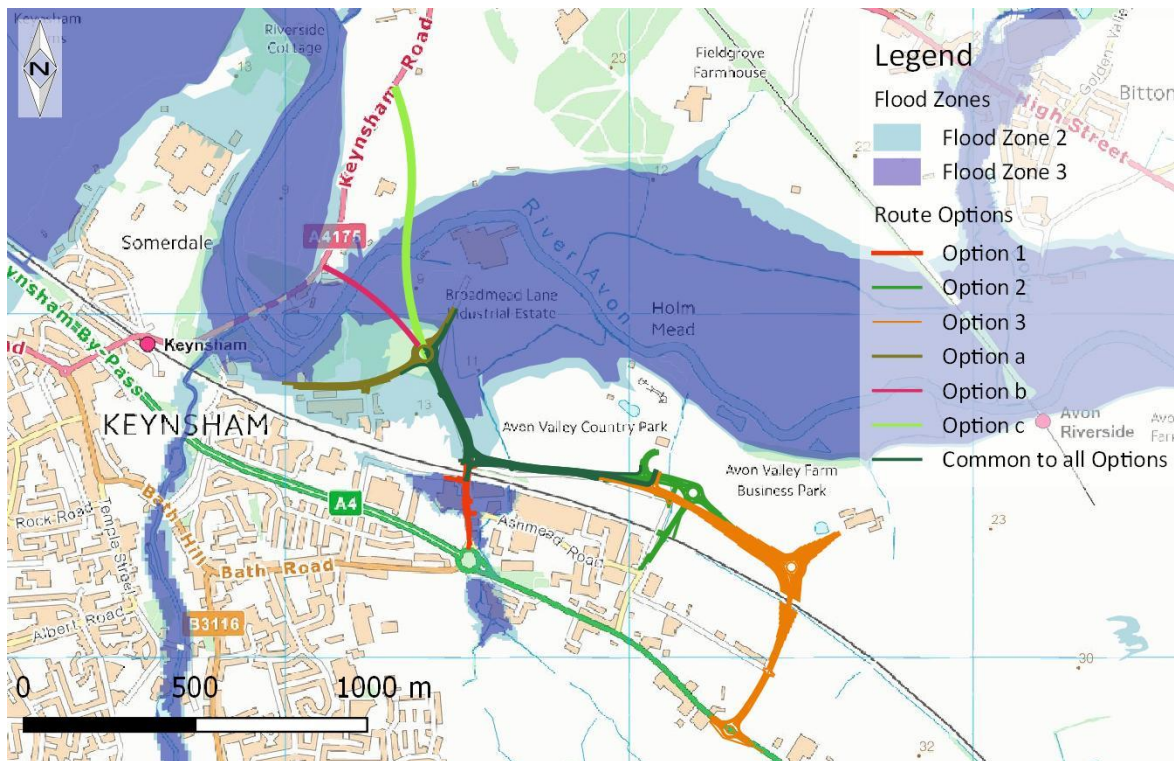 Keynsham
Riverside
Cottage
18
N
Keynsham Road
23
Fieldgrove
Farmhouse
Golden Valley
Bitton
High Street
22
12
9
Somerdale
A4175
River Avon
9
Broadmead Lane
Industrial Estate
Holm
Mead
11
Keynsham
Keynsham By-Pass
13
KEYNSHAM
Avon Valley Country Park
Avon
Riverside
Avon
Avon Valley Farm
Business Park
A4
Rock Road
Temple Street
Bath Hill
Ashmead Road
23
Bath Road
Albert Road
B3116
30
32
0 500 1000 m
Legend
Flood Zones
Flood Zone 2
Flood Zone 3
Route Options
Option 1
Option 2
Option 3
Option a
Option b
Option c
Common to all Options